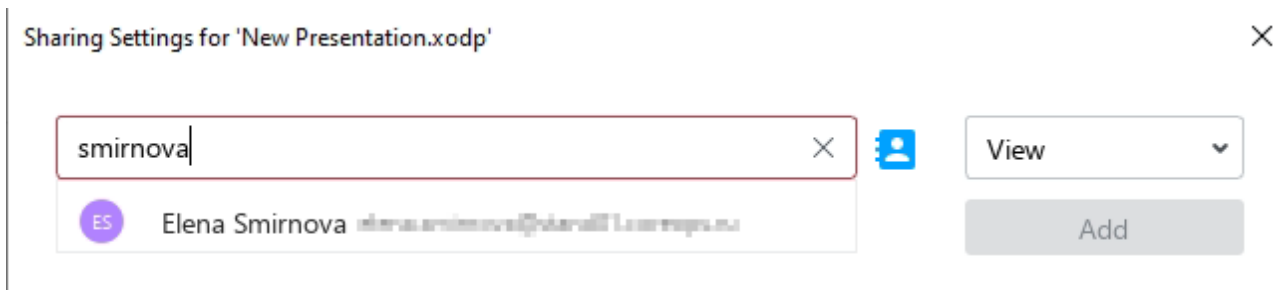 Sharing Settings for 'New Presentation.xodp'
smirnova
View
ES Elena Smirnova
Add